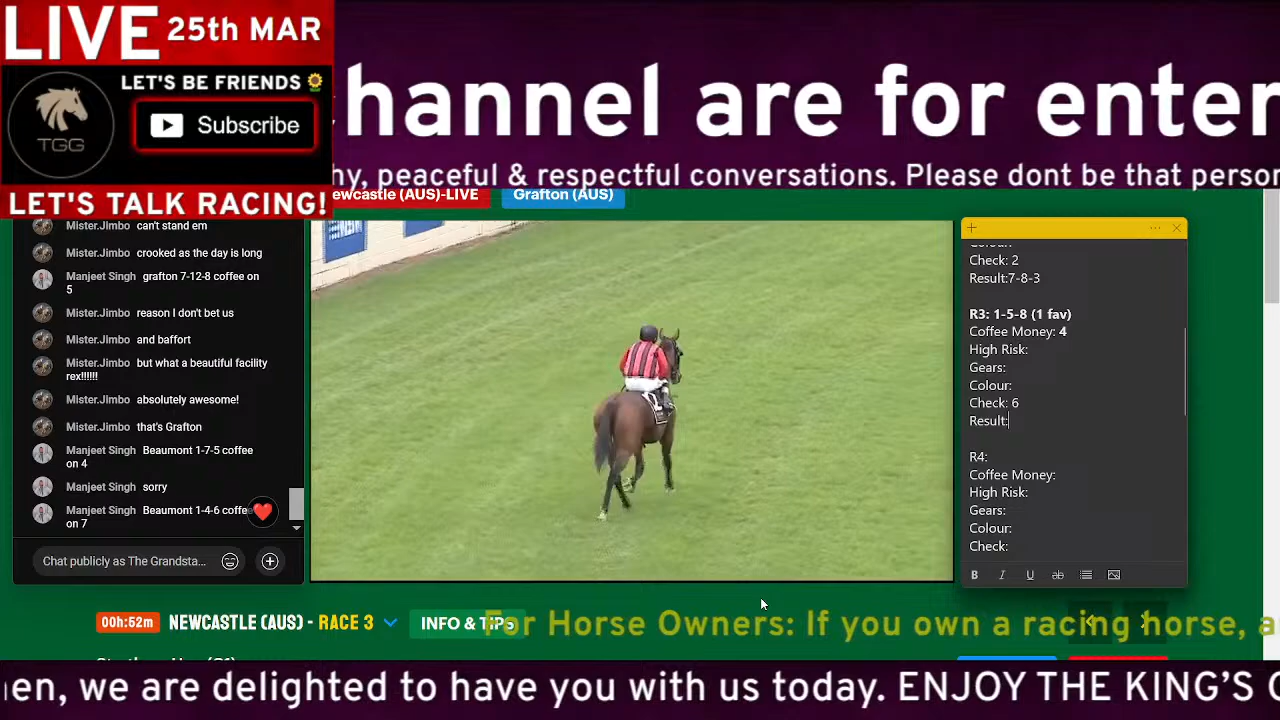 LIVE 25th MAR
LET'S BE FRIENDS
TGG
Subscribe
LET'S TALK RACING!
hannel are for enter
hy, peaceful & respectful conversations. Please dont be that person
ewcastle (AUS)-LIVE
Grafton (AUS)
Mister.Jimbo can't stand em
Mister.Jimbo crooked as the day is long
Manjeet Singh grafton 7-12-8 coffee on
5
Mister.Jimbo reason I don't bet us
Mister.Jimbo and baffort
Mister.Jimbo but what a beautiful facility
rex!!!!!!
Mister.Jimbo absolutely awesome!
Mister.Jimbo that's Grafton
Manjeet Singh Beaumont 1-7-5 coffee
on 4
Manjeet Singh sorry
Manjeet Singh Beaumont 1-4-6 coffe
on 7
Chat publicly as The Grandsta...
Check: 2
Result:7-8-3
R3: 1-5-8 (1 fav)
Coffee Money: 4
High Risk:
Gears:
Colour:
Check: 6
Result:
R4:
Coffee Money:
High Risk:
Gears:
Colour:
Check:
B I U ab
00h:52m NEWCASTLE (AUS) - RACE 3
INFO & TIPS
For Horse Owners: If you own a racing horse, a
en, we are delighted to have you with us today. ENJOY THE KING'S